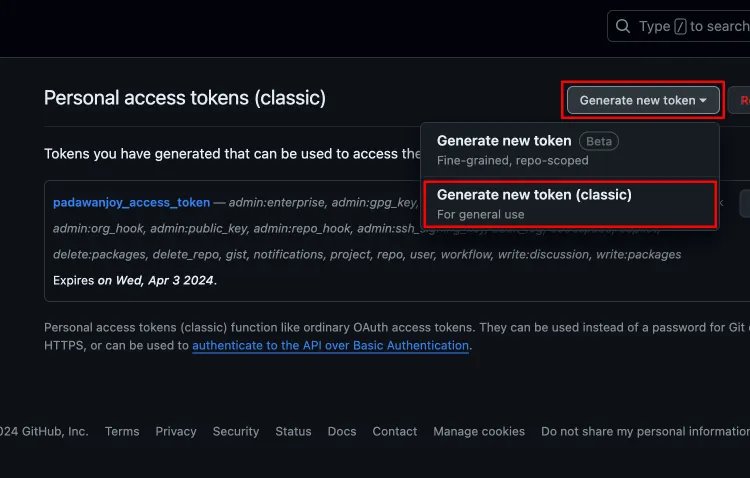 Type / to search
Personal access tokens (classic)
Generate new token
Generate new token Beta
Fine-grained, repo-scoped
Generate new token (classic)
For general use
Tokens you have generated that can be used to access the
padawanjoy_access_token — admin:enterprise, admin:gpg_key,
admin:org_hook, admin:public_key, admin:repo_hook,
delete:packages, delete_repo, gist, notifications, project, repo, user, workflow, write:discussion, write:packages
Expires on Wed, Apr 3 2024.
Personal access tokens (classic) function like ordinary OAuth access tokens. They can be used instead of a password for Git
HTTPS, or can be used to authenticate to the API over Basic Authentication.
024 GitHub, Inc. Terms Privacy Security Status Docs Contact Manage cookies Do not share my personal information